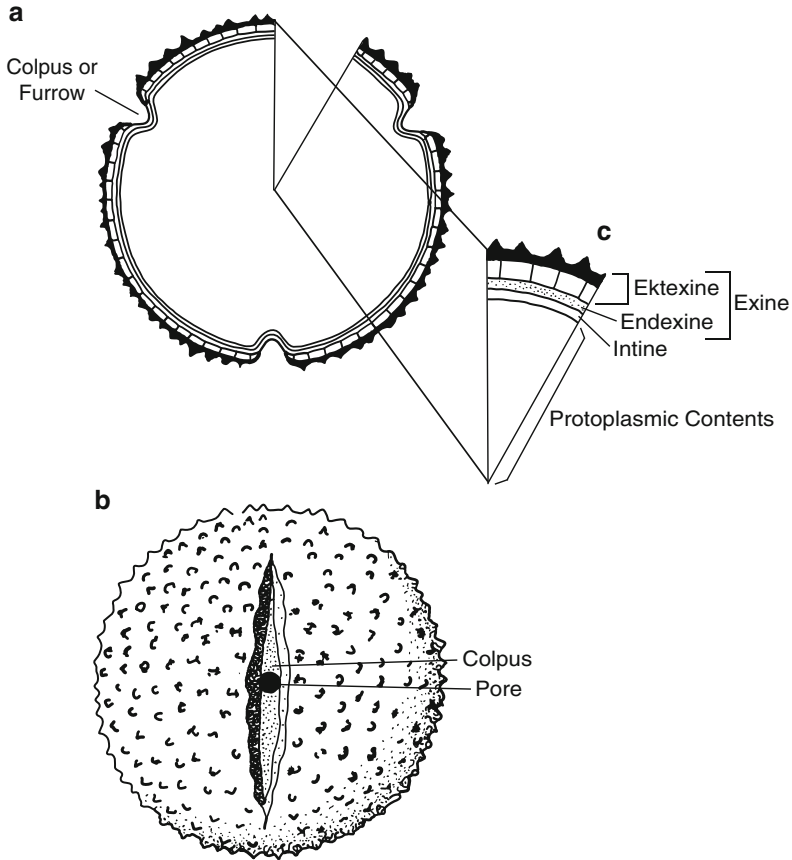 a
Colpus or
Furrow
c
Ektexine
Exine
Endexine
Intine
Protoplasmic Contents
b
Colpus
Pore